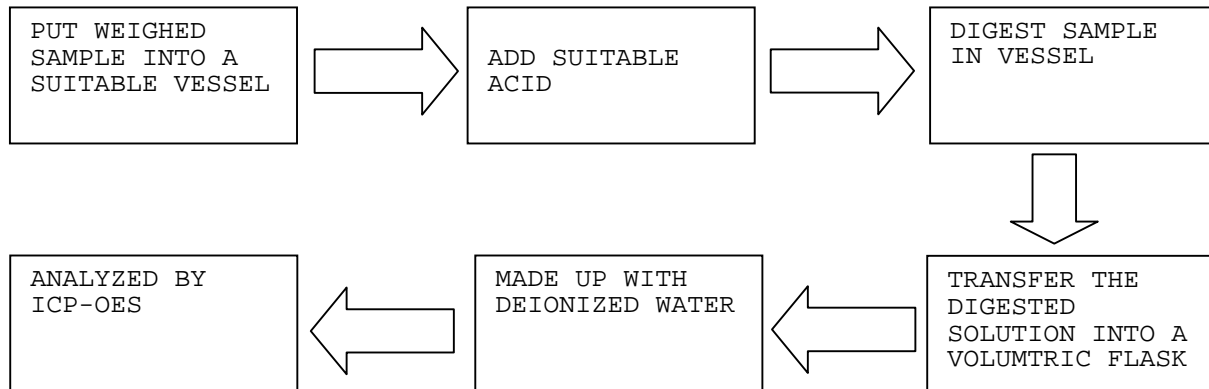 PUT WEIGHED
SAMPLE INTO A
SUITABLE VESSEL
ADD SUITABLE
ACID
DIGEST SAMPLE
IN VESSEL
TRANSFER THE
DIGESTED
SOLUTION INTO A
VOLUMTRIC FLASK
MADE UP WITH
DEIONIZED WATER
ANALYZED BY
ICP-OES